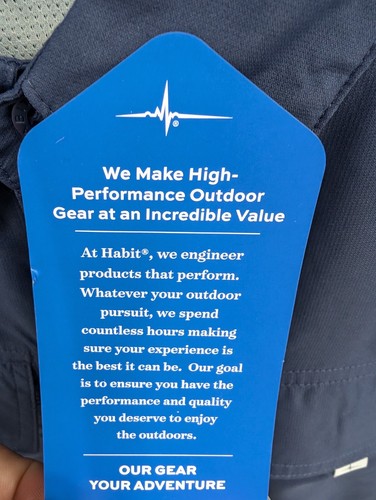 ®
We Make High-
Performance Outdoor
Gear at an Incredible Value
At Habit®, we engineer
products that perform.
Whatever your outdoor
pursuit, we spend
countless hours making
sure your experience is
the best it can be. Our goal
is to ensure you have the
performance and quality
you deserve to enjoy
the outdoors.
OUR GEAR
YOUR ADVENTURE